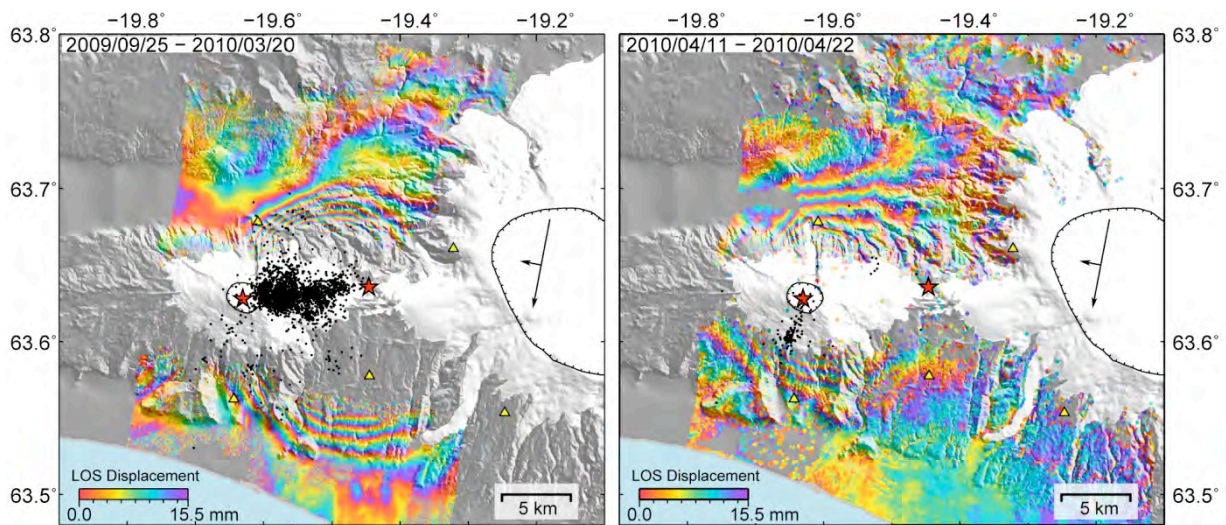 −19.8 −19.6 −19.4 −19.2 −19.8 −19.6 −19.4 −19.2
63.8 2009/09/25 − 2010/03/20 2010/04/11 − 2010/04/22 63.8
63.7 63.7
63.6 63.6
63.5 63.5
LOS Displacement LOS Displacement
0.0 15.5 mm 5 km 0.0 15.5 mm 5 km